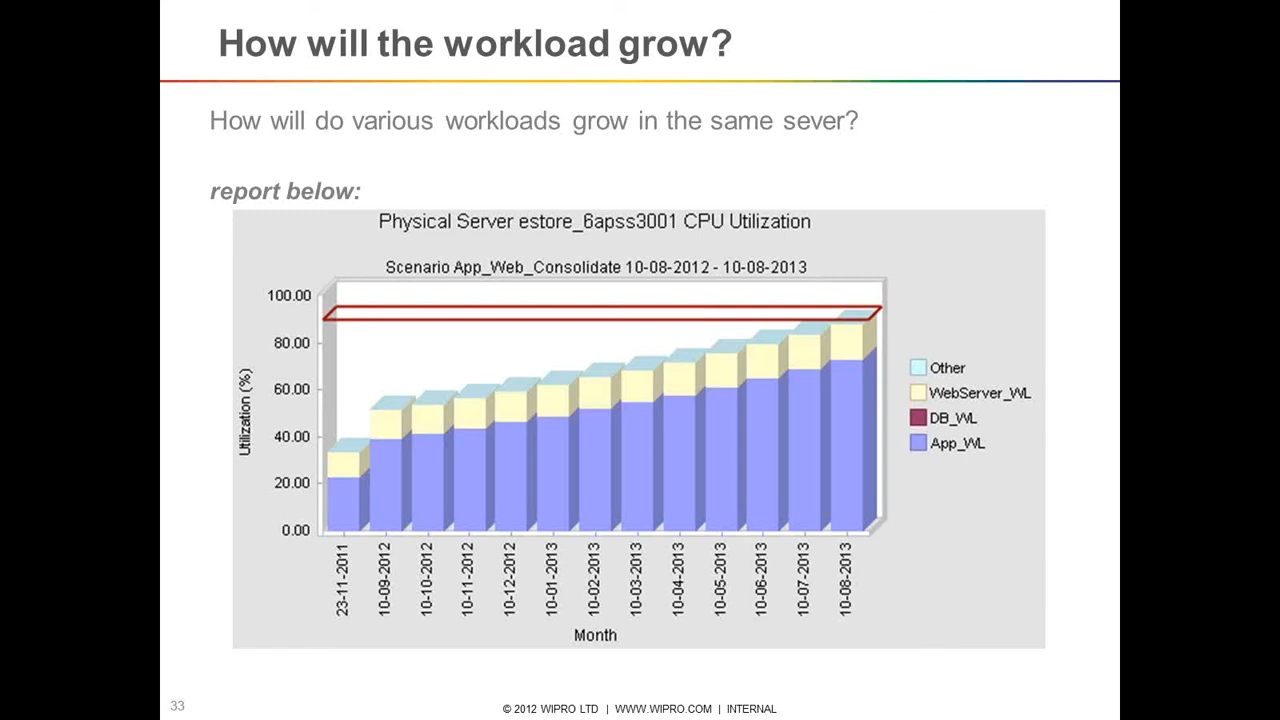 How will the workload grow?
How will do various workloads grow in the same sever?
report below:
Physical Server estore_6apss3001 CPU Utilization
Scenario App_Web_Consolidate 10-08-2012 - 10-08-2013
100.00
80.00
60.00
40.00
20.00
0.00
Utilization (%)
23-11-2011
10-09-2012
10-10-2012
10-11-2012
10-12-2012
10-01-2013
10-02-2013
10-03-2013
10-04-2013
10-05-2013
10-06-2013
10-07-2013
10-08-2013
Month
Other
WebServer_WL
DB_WL
App_WL
33
© 2012 WIPRO LTD | WWW.WIPRO.COM | INTERNAL